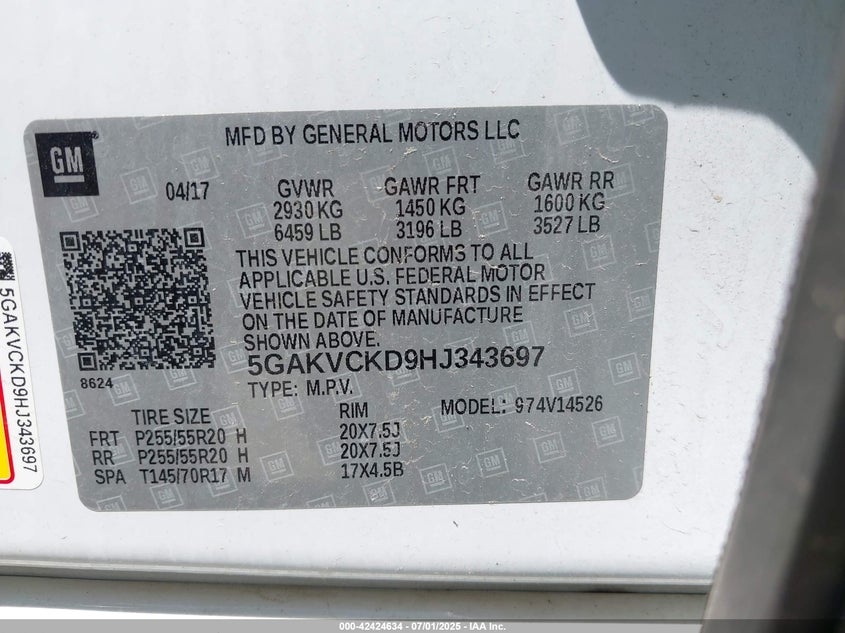 GM
MFD BY GENERAL MOTORS LLC
04/17 GVWR GAWR FRT GAWR RR
2930 KG 1450 KG 1600 KG
6459 LB 3196 LB 3527 LB
THIS VEHICLE CONFORMS TO ALL
APPLICABLE U.S. FEDERAL MOTOR
VEHICLE SAFETY STANDARDS IN EFFECT
ON THE DATE OF MANUFACTURE
SHOWN ABOVE.
5GAKVCKD9HJ343697
8624
TYPE: M.P.V.
TIRE SIZE RIM MODEL: 974V14526
FRT P255/55R20 H 20X7.5J
RR P255/55R20 H 20X7.5J
SPA T145/70R17 M 17X4.5B
5GAKVCKD9HJ343697
000-42424634 - 07/01/2025 - IAA Inc.